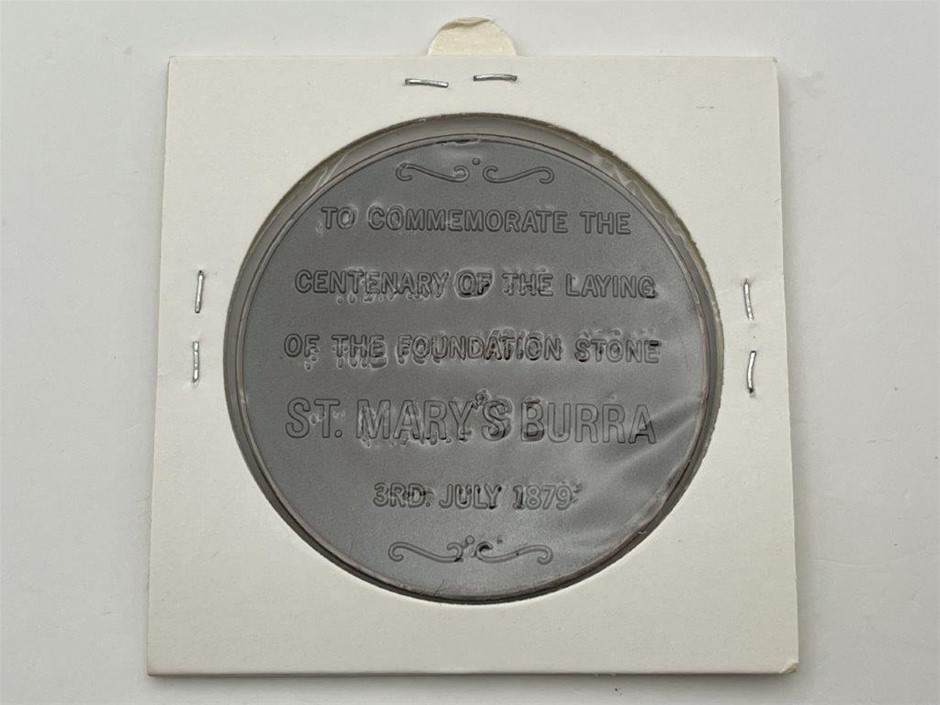 TO COMMEMORATE THE
CENTENARY OF THE LAYING
OF THE FOUNDATION STONE
ST. MARY'S BURRA
3RD. JULY 1879